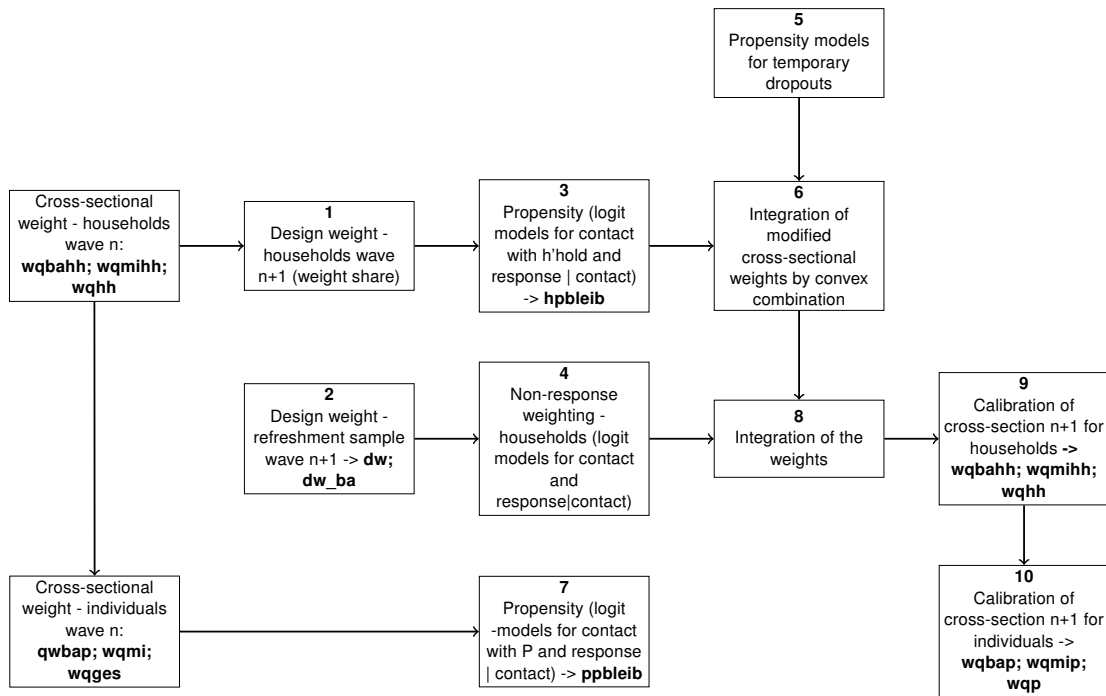 5
Propensity models
for temporary
dropouts
Cross-sectional
weight - households
wave n:
wqbahh; wqmihh;
wqhh
1
Design weight -
households wave
n+1 (weight share)
3
Propensity (logit
models for contact
with h'hold and
response | contact)
-> hpbleib
6
Integration of
modified
cross-sectional
weights by convex
combination
2
Design weight -
refreshment sample
wave n+1 -> dw;
dw_ba
4
Non-response
weighting -
households (logit
models for contact
and
response|contact)
8
Integration of the
weights
9
Calibration of
cross-section n+1 for
households ->
wqbahh; wqmihh;
wqhh
Cross-sectional
weight - individuals
wave n:
qwbap; wqmi;
wqges
7
Propensity (logit
-models for contact
with P and response
| contact) -> ppbleib
10
Calibration of
cross-section n+1 for
individuals ->
wqbap; wqmip;
wqp